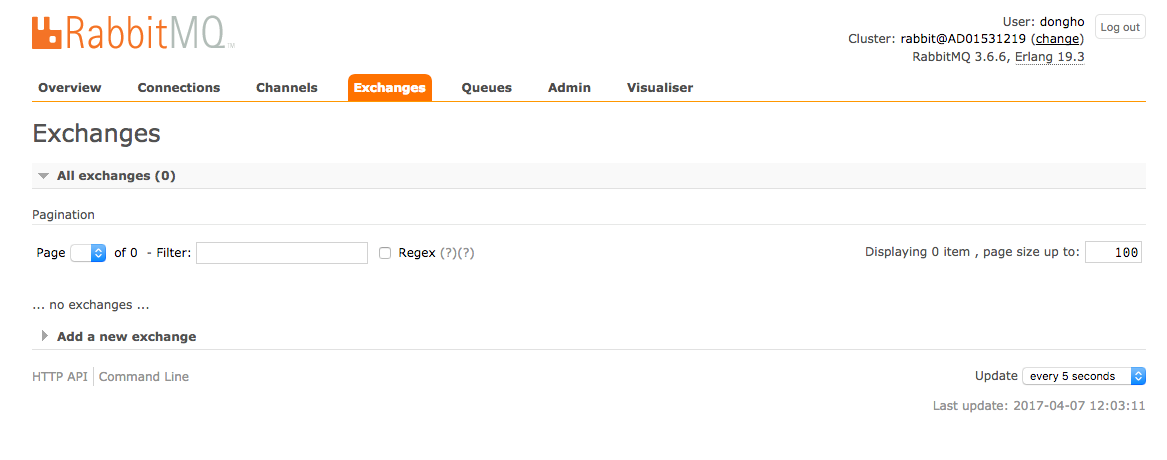 RabbitMQ TM
User: dongho
Cluster: rabbit@AD01531219 (change)
RabbitMQ 3.6.6, Erlang 19.3
Log out
Overview Connections Channels Exchanges Queues Admin Visualiser
Exchanges
All exchanges (0)
Pagination
Page of 0 - Filter: Regex (?)(?) Displaying 0 item , page size up to: 100
... no exchanges ...
Add a new exchange
HTTP API Command Line Update every 5 seconds
Last update: 2017-04-07 12:03:11